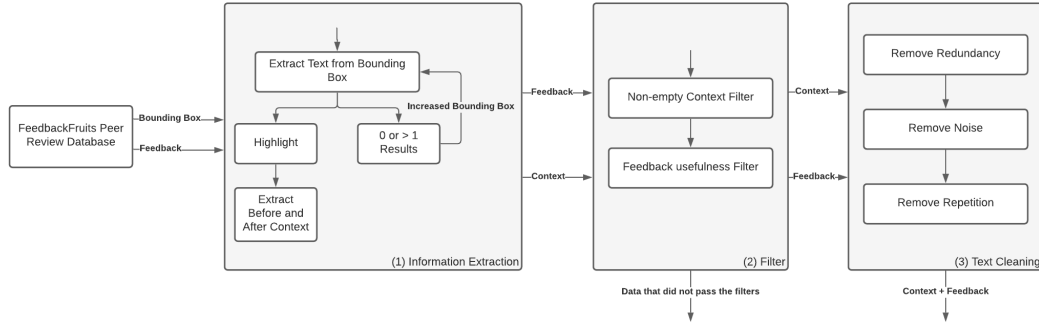 FeedbackFruits Peer
Review Database
Bounding Box
Feedback
Extract Text from Bounding
Box
Increased Bounding Box
Highlight
0 or > 1
Results
Extract
Before and
After Context
(1) Information Extraction
Feedback
Context
Non-empty Context Filter
Feedback usefulness Filter
(2) Filter
Data that did not pass the filters
Context
Feedback
Remove Redundancy
Remove Noise
Remove Repetition
(3) Text Cleaning
Context + Feedback